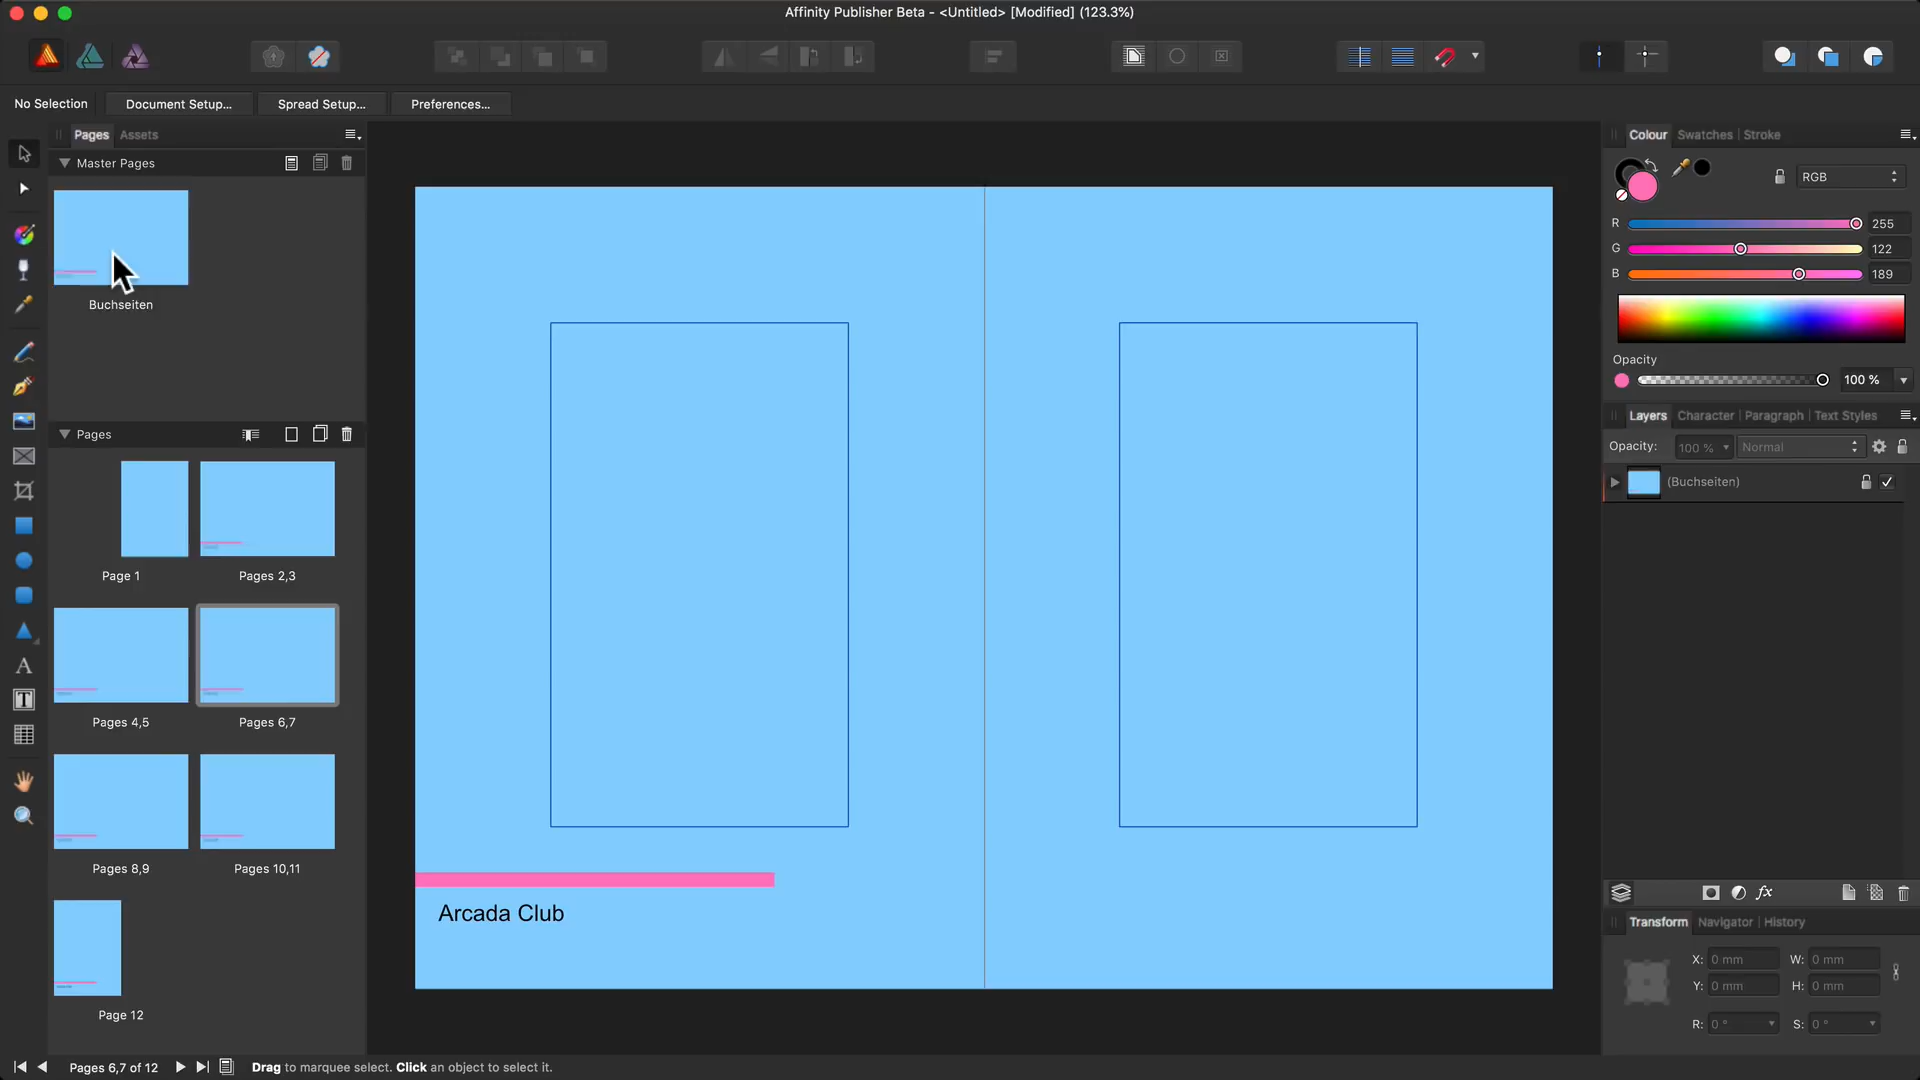 Affinity Publisher Beta - <Untitled> [Modified] (123.3%)
No Selection
Document Setup...
Spread Setup...
Preferences...
Pages
Assets
Master Pages
Buchseiten
Pages
Page 1
Pages 2,3
Pages 4,5
Pages 6,7
Pages 8,9
Pages 10,11
Page 12
Arcada Club
Colour
Swatches
Stroke
RGB
R
255
G
122
B
189
Opacity
100 %
Layers
Character
Paragraph
Text Styles
Opacity:
100 %
Normal
(Buchseiten)
fx
Transform
Navigator
History
X: 0 mm
W: 0 mm
Y: 0 mm
H: 0 mm
R: 0 °
S: 0 °
Pages 6,7 of 12
Drag to marquee select. Click an object to select it.